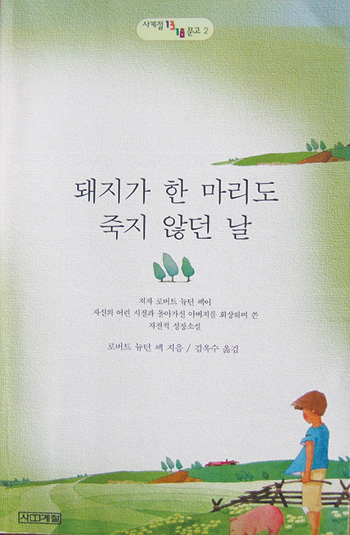 사계절 1318 문고 2
돼지가 한 마리도
죽지 않던 날
저자 로버트 뉴턴 펙이
자신의 어린 시절과 돌아가신 아버지를 회상하며 쓴
자전적 성장소설
로버트 뉴턴 펙 지음 / 김옥수 옮김
사계절